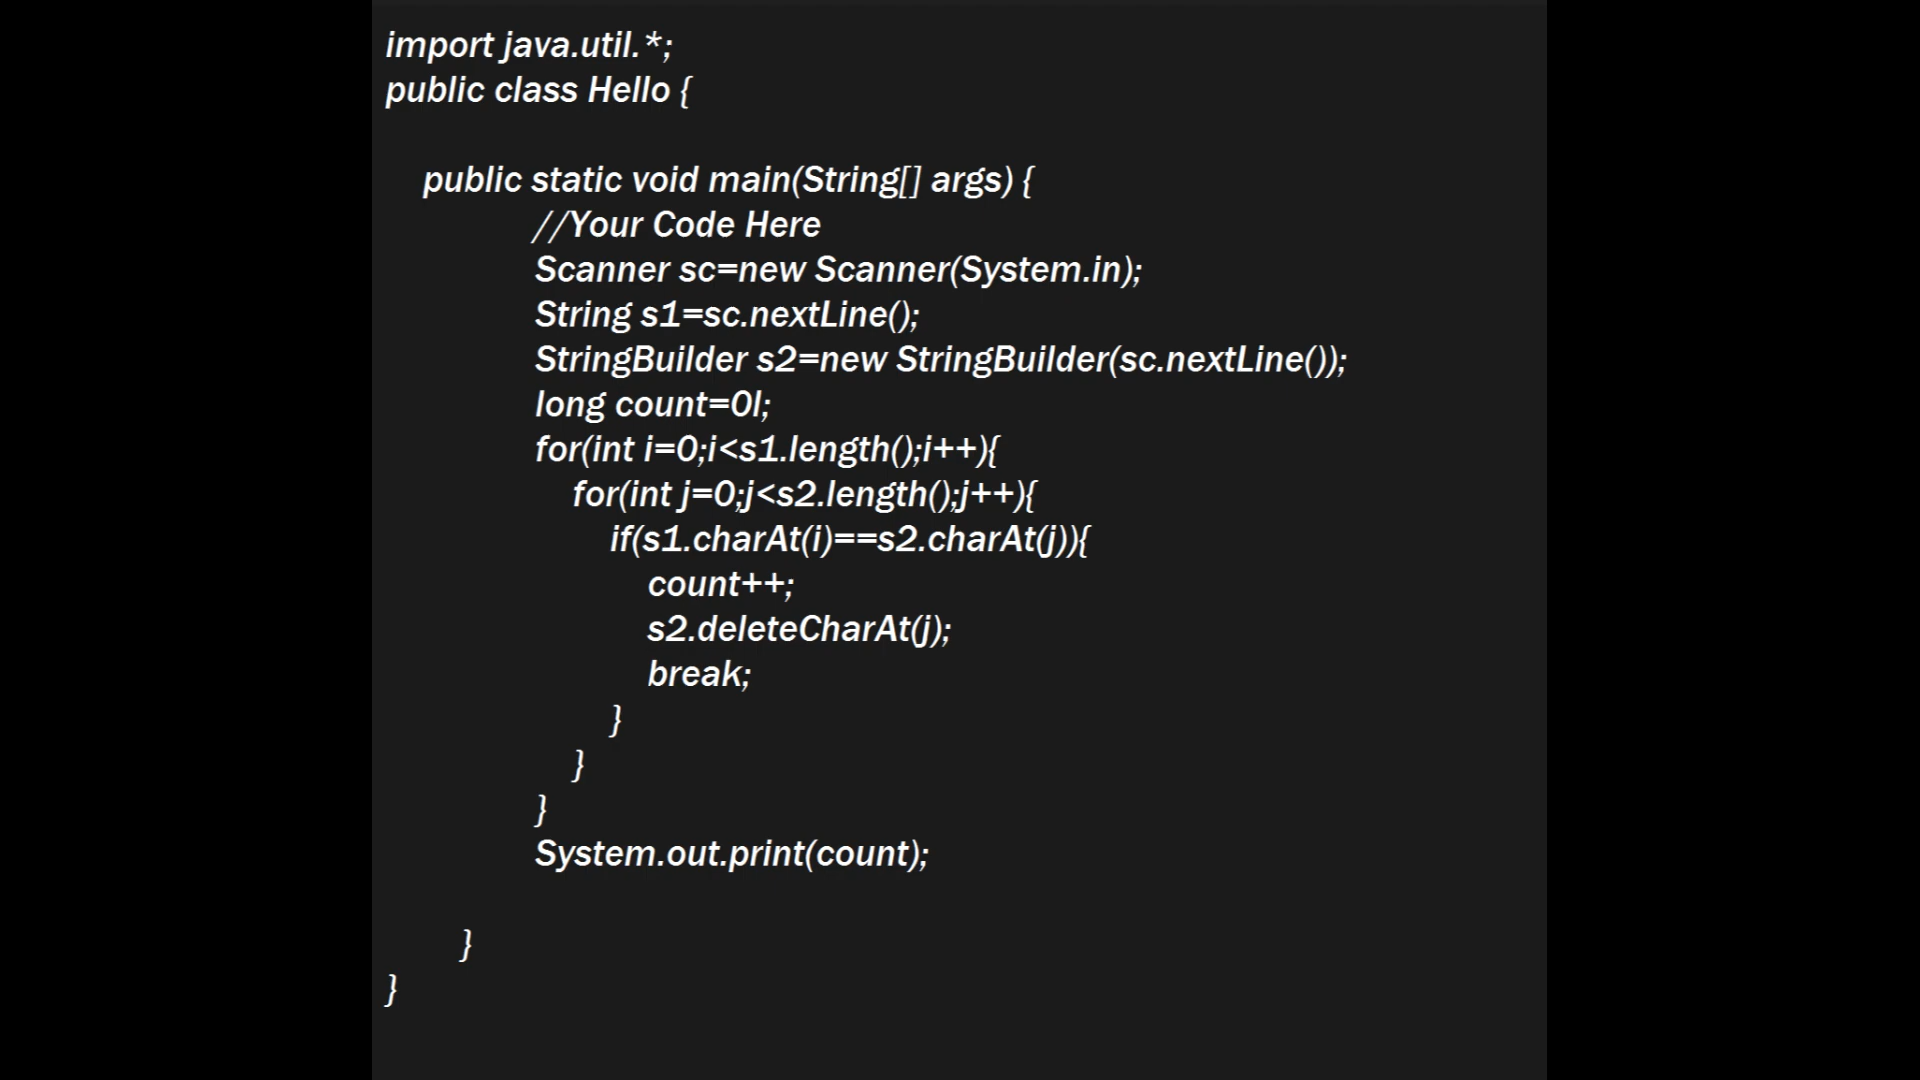 import java.util.*;
public class Hello {
public static void main(String[] args) {
//Your Code Here
Scanner sc=new Scanner(System.in);
String s1=sc.nextLine();
StringBuilder s2=new StringBuilder(sc.nextLine());
long count=0l;
for(int i=0;i<s1.length();i++){
for(int j=0;j<s2.length();j++){
if(s1.charAt(i)==s2.charAt(j)){
count++;
s2.deleteCharAt(j);
break;
}
}
}
System.out.print(count);
}
}